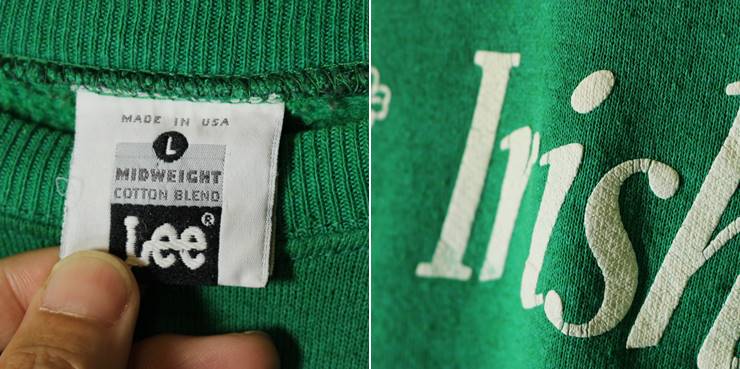 MADE IN USA
L
MIDWEIGHT
COTTON BLEND
Lee®
Irish